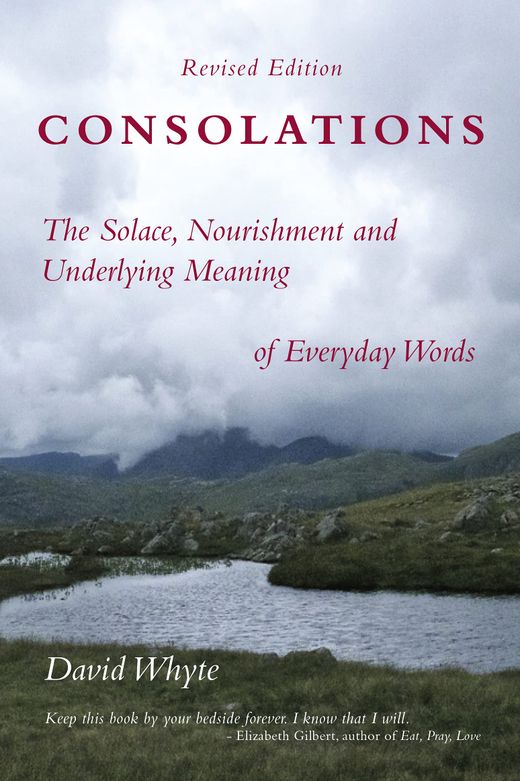 Revised Edition
CONSOLATIONS
The Solace, Nourishment and
Underlying Meaning
of Everyday Words
David Whyte
Keep this book by your bedside forever. I know that I will.
- Elizabeth Gilbert, author of Eat, Pray, Love